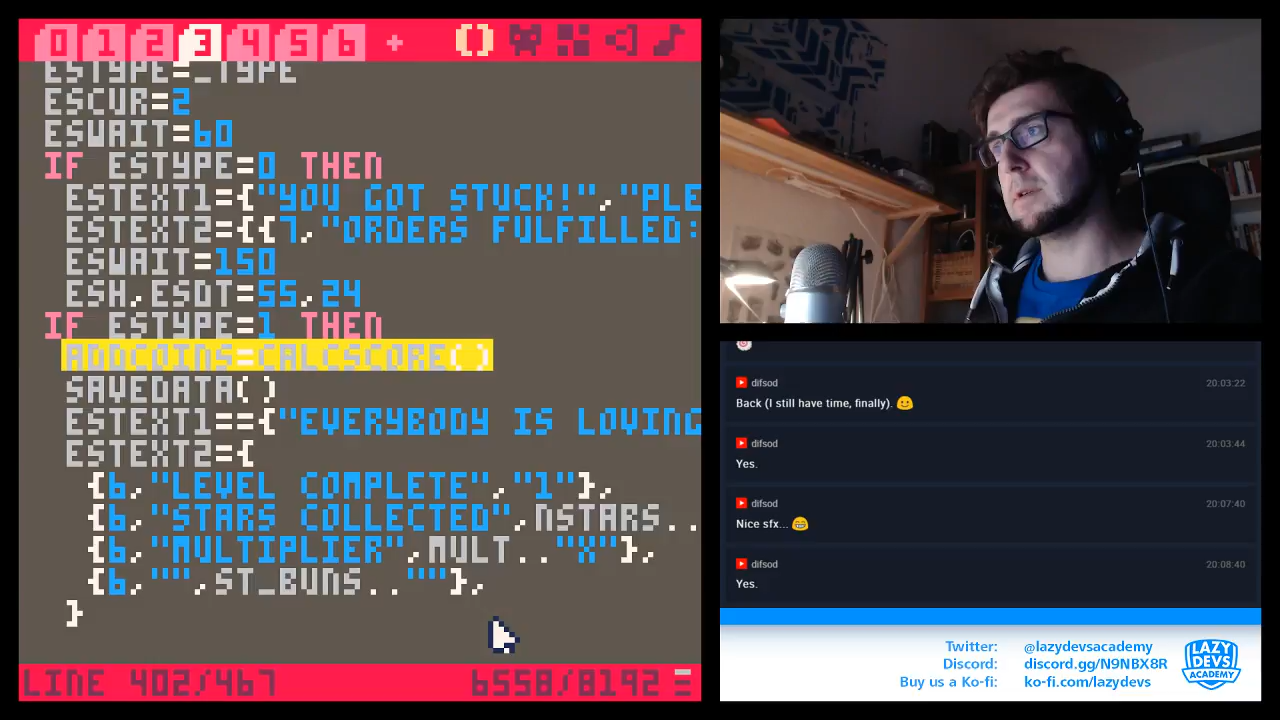 0 1 2 3 4 5 6 +
ESTYPE=_TYPE
ESCUR=2
ESWAIT=60
IF ESTYPE=0 THEN
ESTEXT1={"YOU GOT STUCK!","PLE
ESTEXT2={{7,"ORDERS FULFILLED:
ESWAIT=150
ESH,ESDT=55,24
IF ESTYPE=1 THEN
ADDCOINS=CALCSCORE()
SAVEDATA()
ESTEXT1=={"EVERYBODY IS LOVING
ESTEXT2={
{6,"LEVEL COMPLETE","1"},
{6,"STARS COLLECTED",NSTARS..
{6,"MULTIPLIER",MULT.."X"},
{6,"",ST_BUNS..""},
}
LINE 402/467 6558/8192
difsod 20:03:22
Back (I still have time, finally). 😊
difsod 20:03:44
Yes.
difsod 20:07:40
Nice sfx... 😂
difsod 20:08:40
Yes.
Twitter: @lazydevsacademy
Discord: discord.gg/N9NBX8R
Buy us a Ko-fi: ko-fi.com/lazydevs
LAZY
DEVS
ACADEMY